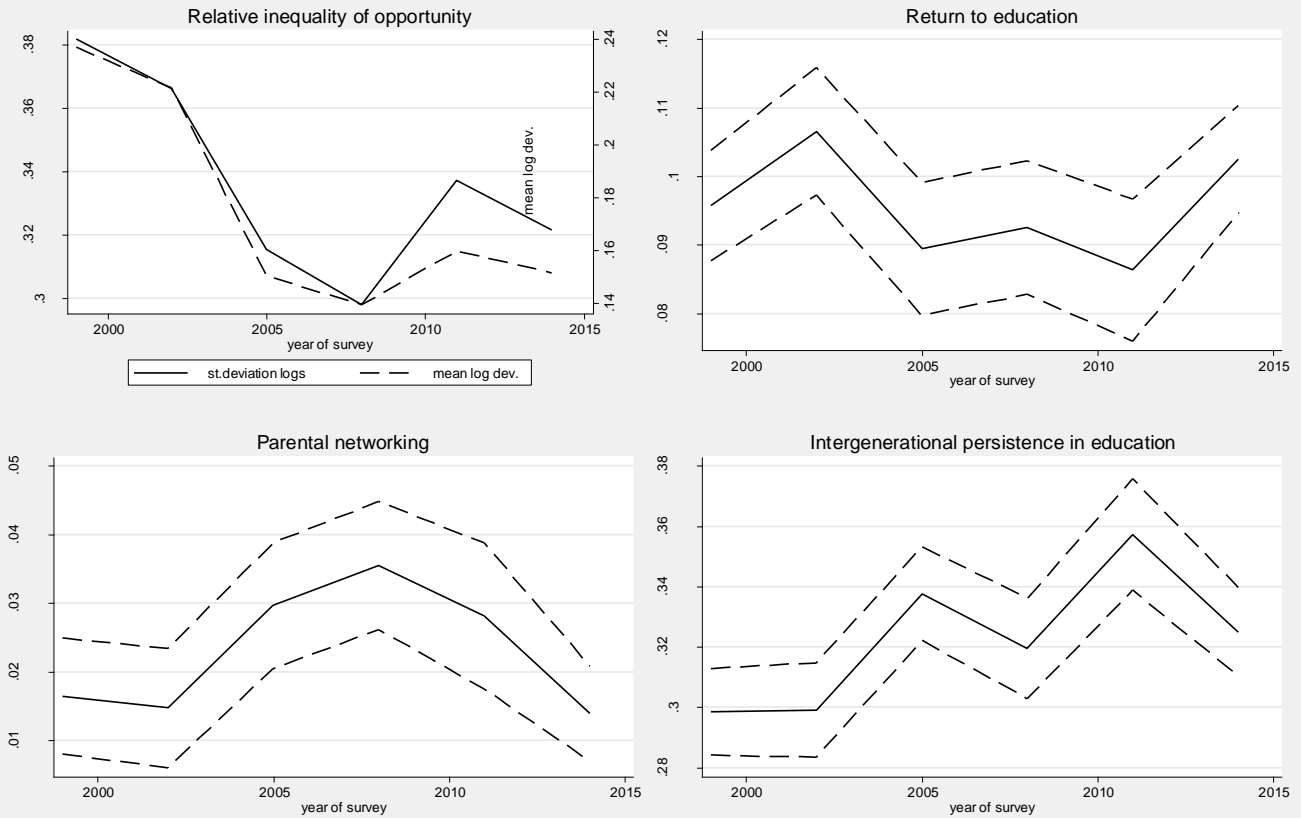 Relative inequality of opportunity
.38
.36
.34
.32
.3
.24
.22
.2
.18
.16
.14
mean log dev.
2000 2005 2010 2015
year of survey
st.deviation logs mean log dev.
Return to education
.12
.11
.1
.09
.08
2000 2005 2010 2015
year of survey
Parental networking
.05
.04
.03
.02
.01
2000 2005 2010 2015
year of survey
Intergenerational persistence in education
.38
.36
.34
.32
.3
.28
2000 2005 2010 2015
year of survey